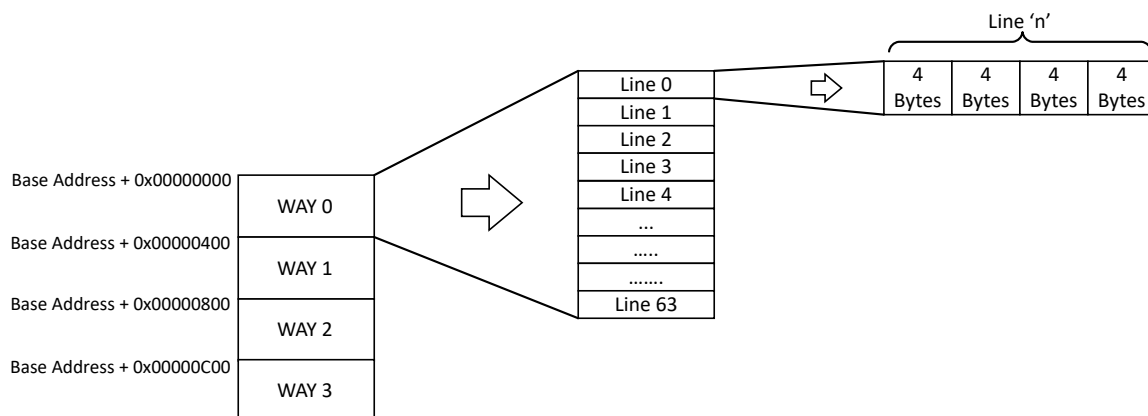 Line ‘n’
4 Bytes
4 Bytes
4 Bytes
4 Bytes
Line 0
Line 1
Line 2
Line 3
Line 4
...
.....
.......
Line 63
Base Address + 0x00000000
WAY 0
Base Address + 0x00000400
WAY 1
Base Address + 0x00000800
WAY 2
Base Address + 0x00000C00
WAY 3